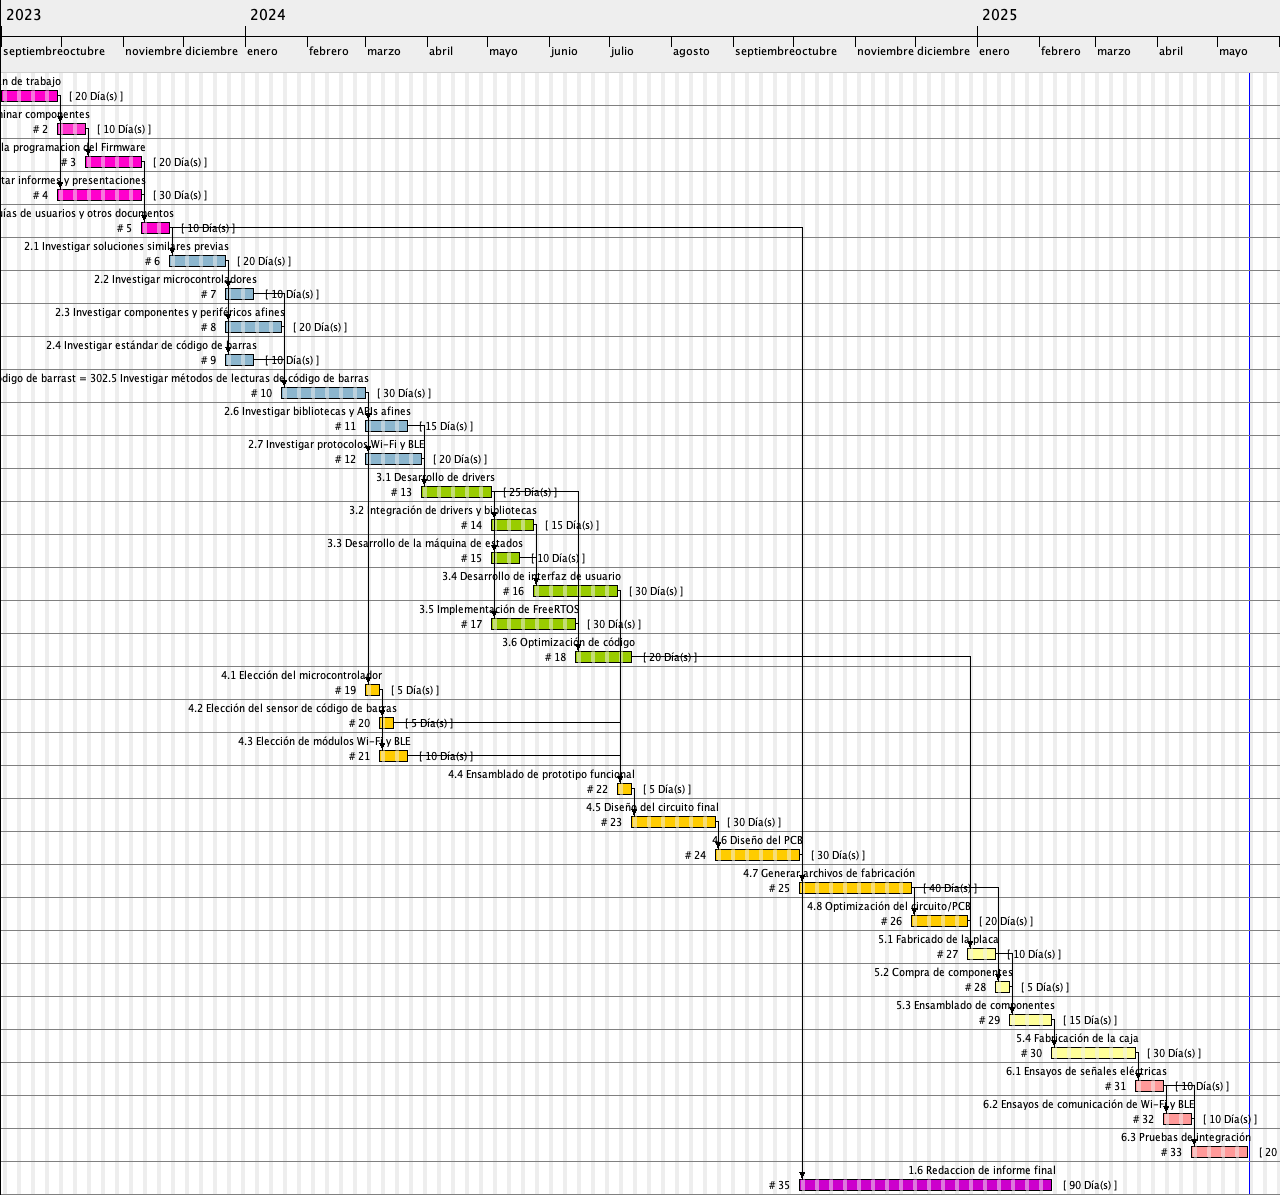 2023 2024 2025
septiembre octubre noviembre diciembre enero febrero marzo abril mayo junio julio agosto septiembre octubre noviembre diciembre enero febrero marzo abril mayo
n de trabajo
[ 20 Día(s) ]
inar componentes
# 2 [ 10 Día(s) ]
la programacion del Firmware
# 3 [ 20 Día(s) ]
tar informes y presentaciones
# 4 [ 30 Día(s) ]
uías de usuarios y otros documentos
# 5 [ 10 Día(s) ]
2.1 Investigar soluciones similares previas
# 6 [ 20 Día(s) ]
2.2 Investigar microcontroladores
# 7 [ 10 Día(s) ]
2.3 Investigar componentes y periféricos afines
# 8 [ 20 Día(s) ]
2.4 Investigar estándar de código de barras
# 9 [ 10 Día(s) ]
ódigo de barrast = 302.5 Investigar métodos de lecturas de código de barras
# 10 [ 30 Día(s) ]
2.6 Investigar bibliotecas y APIs afines
# 11 [ 15 Día(s) ]
2.7 Investigar protocolos Wi-Fi y BLE
# 12 [ 20 Día(s) ]
3.1 Desarrollo de drivers
# 13 [ 25 Día(s) ]
3.2 Integración de drivers y bibliotecas
# 14 [ 15 Día(s) ]
3.3 Desarrollo de la máquina de estados
# 15 [ 10 Día(s) ]
3.4 Desarrollo de interfaz de usuario
# 16 [ 30 Día(s) ]
3.5 Implementación de FreeRTOS
# 17 [ 30 Día(s) ]
3.6 Optimización de código
# 18 [ 20 Día(s) ]
4.1 Elección del microcontrolador
# 19 [ 5 Día(s) ]
4.2 Elección del sensor de código de barras
# 20 [ 5 Día(s) ]
4.3 Elección de módulos Wi-Fi y BLE
# 21 [ 10 Día(s) ]
4.4 Ensamblado de prototipo funcional
# 22 [ 5 Día(s) ]
4.5 Diseño del circuito final
# 23 [ 30 Día(s) ]
4.6 Diseño del PCB
# 24 [ 30 Día(s) ]
4.7 Generar archivos de fabricación
# 25 [ 40 Día(s) ]
4.8 Optimización del circuito/PCB
# 26 [ 20 Día(s) ]
5.1 Fabricado de la placa
# 27 [ 10 Día(s) ]
5.2 Compra de componentes
# 28 [ 5 Día(s) ]
5.3 Ensamblado de componentes
# 29 [ 15 Día(s) ]
5.4 Fabricación de la caja
# 30 [ 30 Día(s) ]
6.1 Ensayos de señales eléctricas
# 31 [ 10 Día(s) ]
6.2 Ensayos de comunicación de Wi-Fi y BLE
# 32 [ 10 Día(s) ]
6.3 Pruebas de integración
# 33 [ 20
1.6 Redaccion de informe final
# 35 [ 90 Día(s) ]